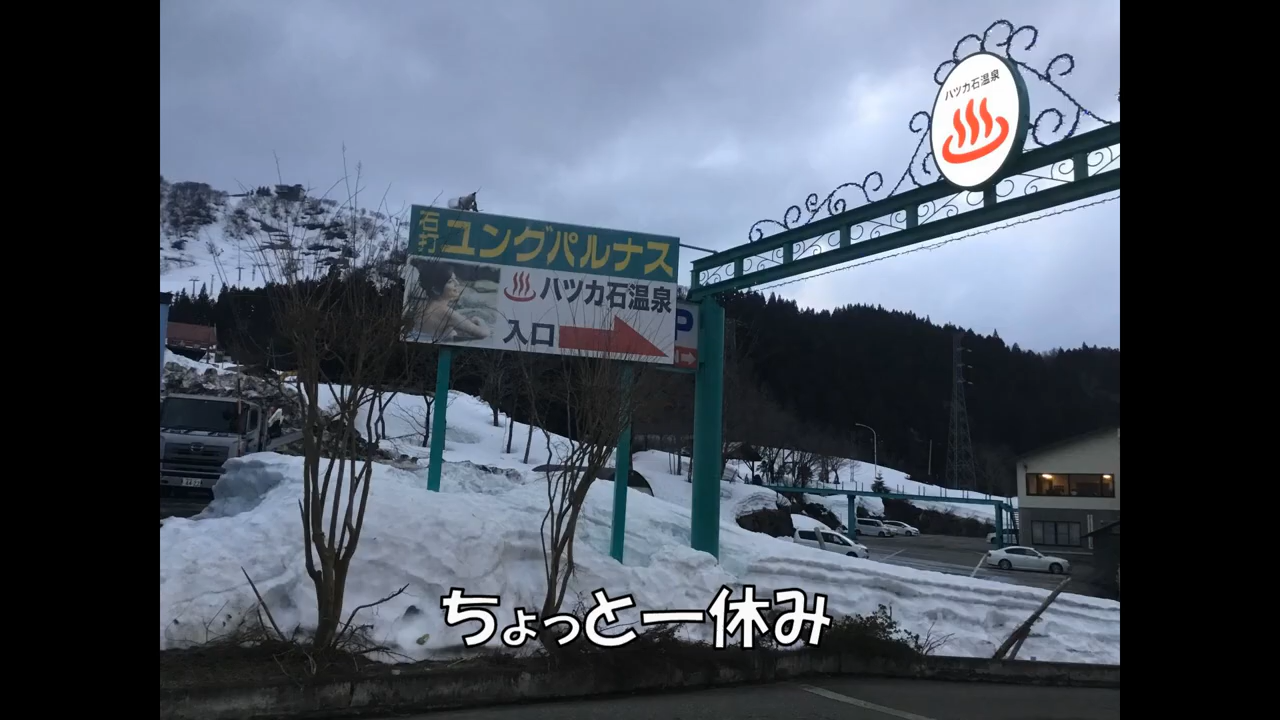 ハツカ石温泉
石打 ユングパルナス
ハツカ石温泉
入口
P
ちょっと一休み